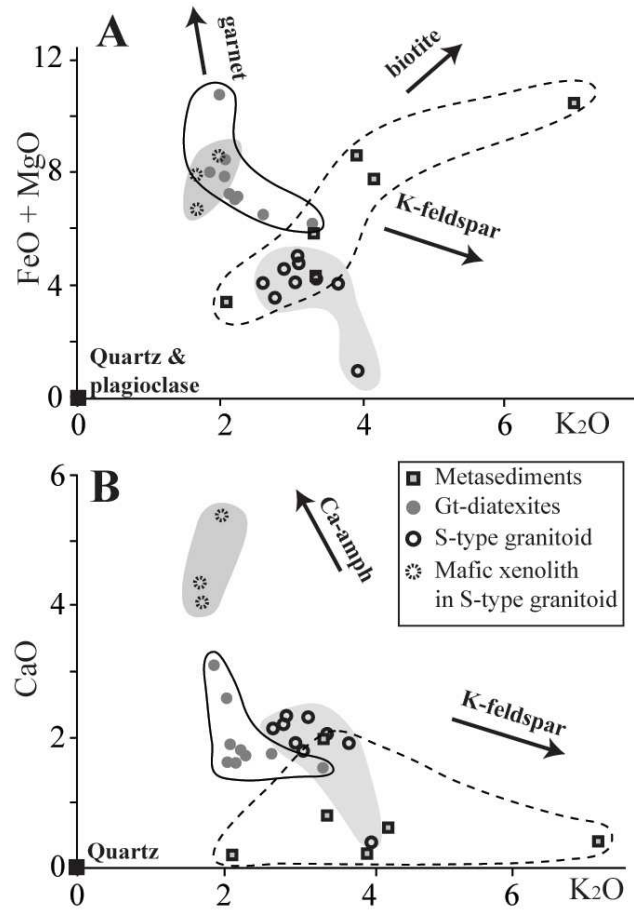 A
garnet
biotite
12
8
4
0
FeO + MgO
K-feldspar
Quartz &
plagioclase
0
2
4
6
K2O
B
6
4
2
0
CaO
Ca-amph
Metasediments
Gt-diatexites
S-type granitoid
Mafic xenolith
in S-type granitoid
K-feldspar
Quartz
0
2
4
6
K2O